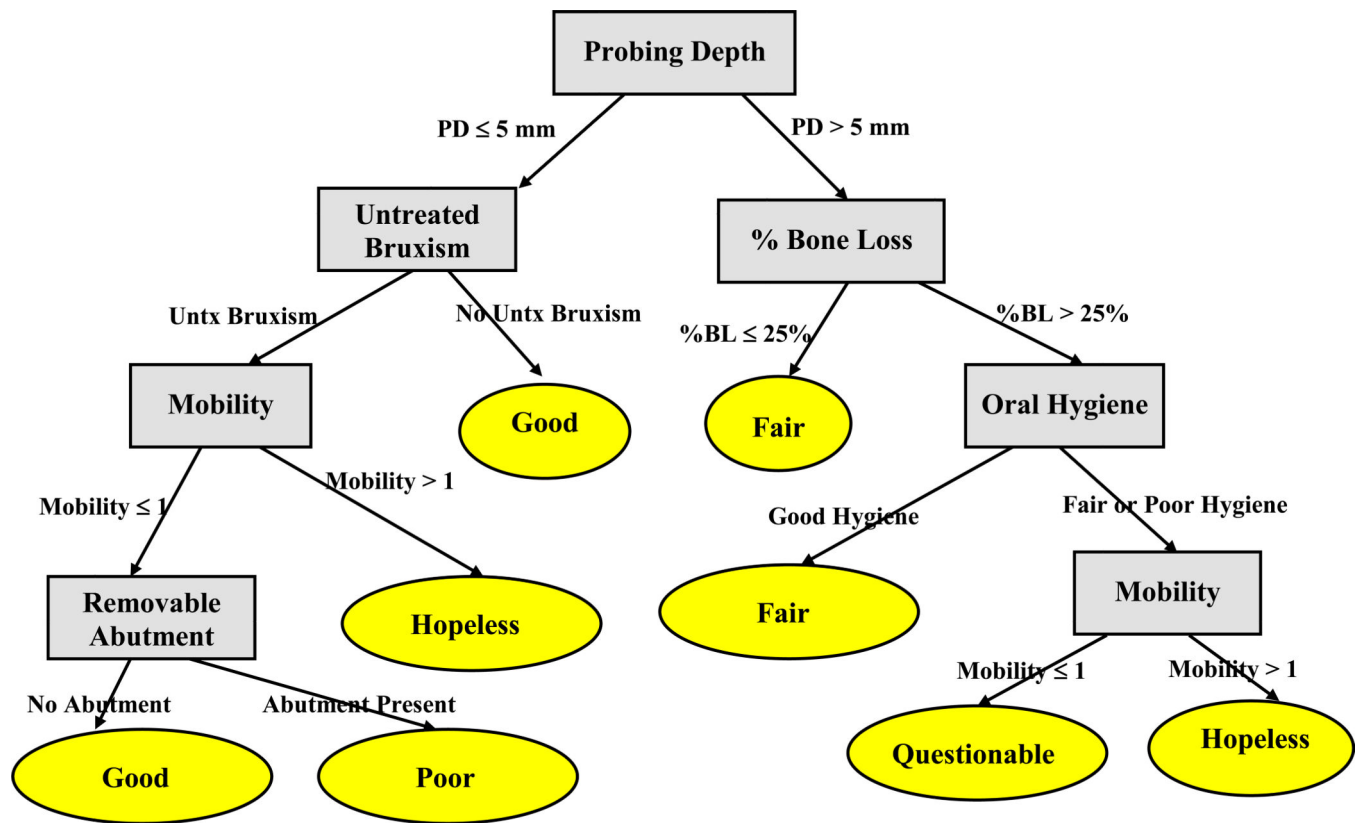 Probing Depth
PD ≤ 5 mm
PD > 5 mm
Untreated
Bruxism
% Bone Loss
Untx Bruxism
No Untx Bruxism
%BL ≤ 25%
%BL > 25%
Mobility
Good
Fair
Oral Hygiene
Mobility ≤ 1
Mobility > 1
Good Hygiene
Fair or Poor Hygiene
Removable
Abutment
Hopeless
Fair
Mobility
No Abutment
Abutment Present
Mobility ≤ 1
Mobility > 1
Good
Poor
Questionable
Hopeless